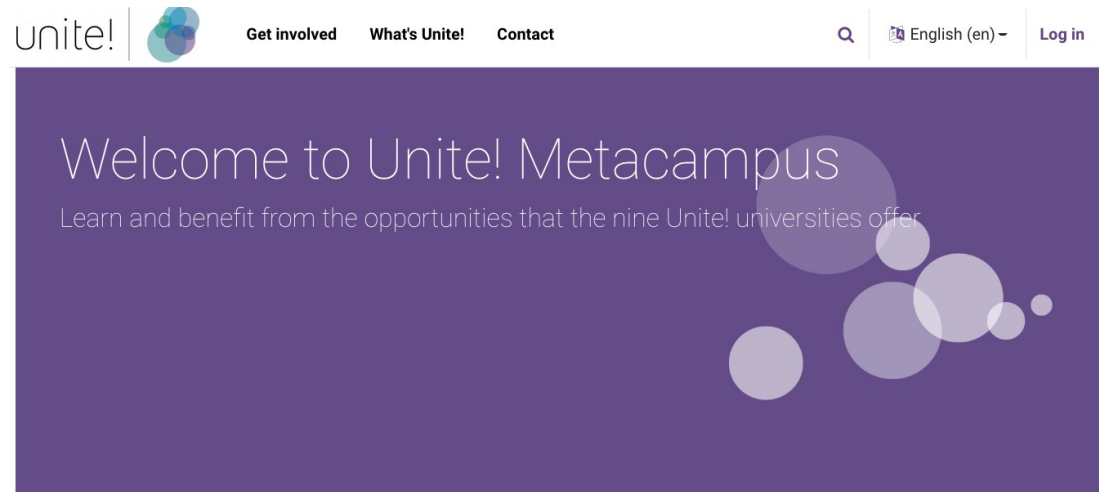 unite!
Get involved What's Unite! Contact English (en) Log in
Welcome to Unite! Metacampus
Learn and benefit from the opportunities that the nine Unite! universities offer